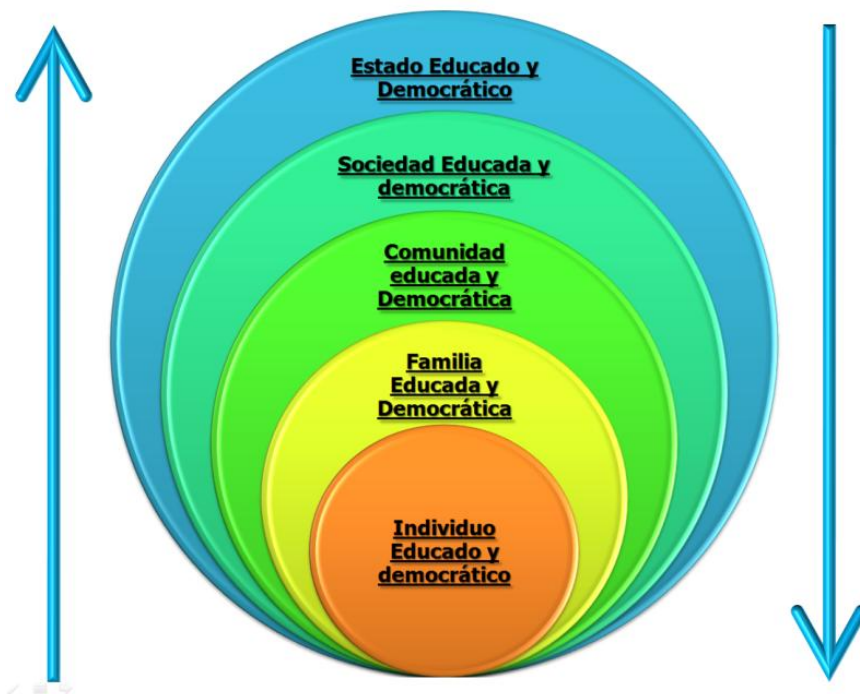 Estado Educado y
Democrático
Sociedad Educada y
democrática
Comunidad
educada y
Democrática
Familia
Educada y
Democrática
Individuo
Educado y
democrático